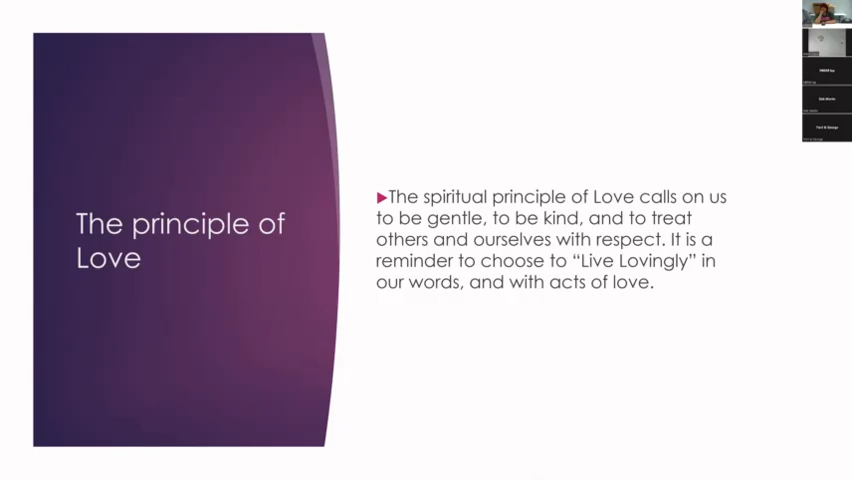 The principle of
Love
▶The spiritual principle of Love calls on us
to be gentle, to be kind, and to treat
others and ourselves with respect. It is a
reminder to choose to “Live Lovingly” in
our words, and with acts of love.